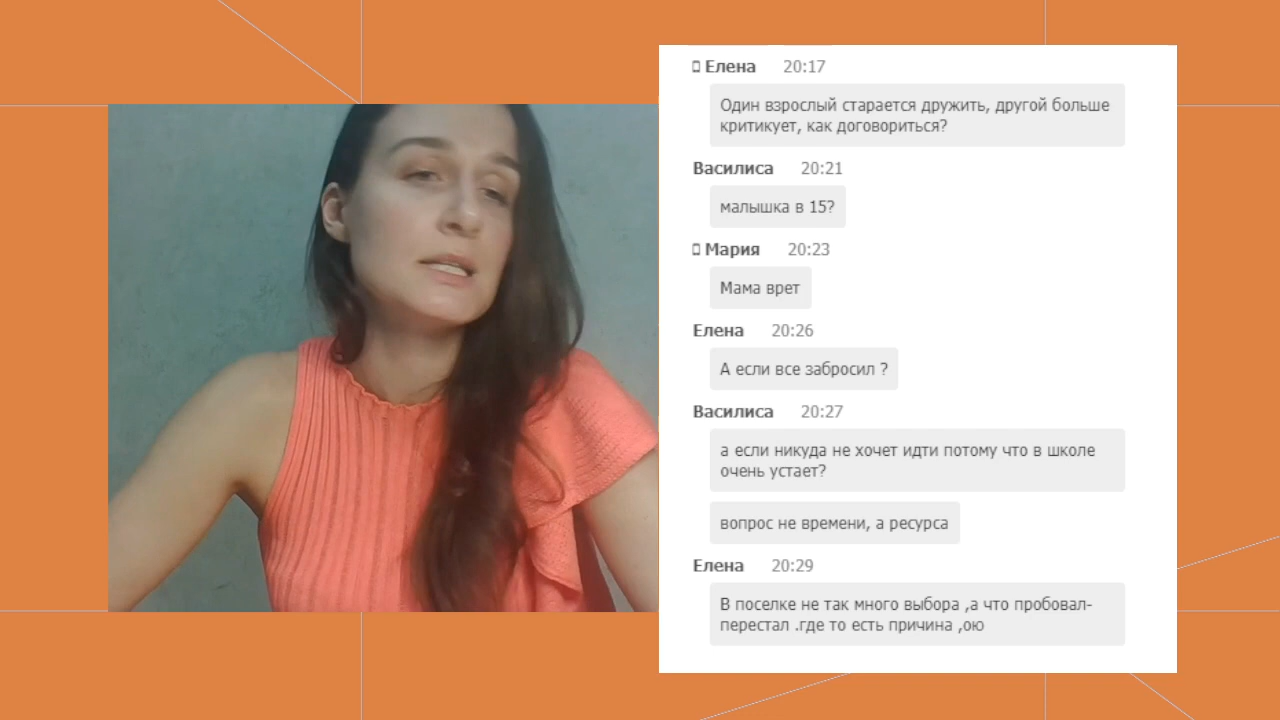 Елена 20:17
Один взрослый старается дружить, другой больше
критикует, как договориться?
Василиса 20:21
малышка в 15?
Мария 20:23
Мама врет
Елена 20:26
А если все забросил ?
Василиса 20:27
а если никуда не хочет идти потому что в школе
очень устает?
вопрос не времени, а ресурса
Елена 20:29
В поселке не так много выбора ,а что пробовал-
перестал .где то есть причина ,ою